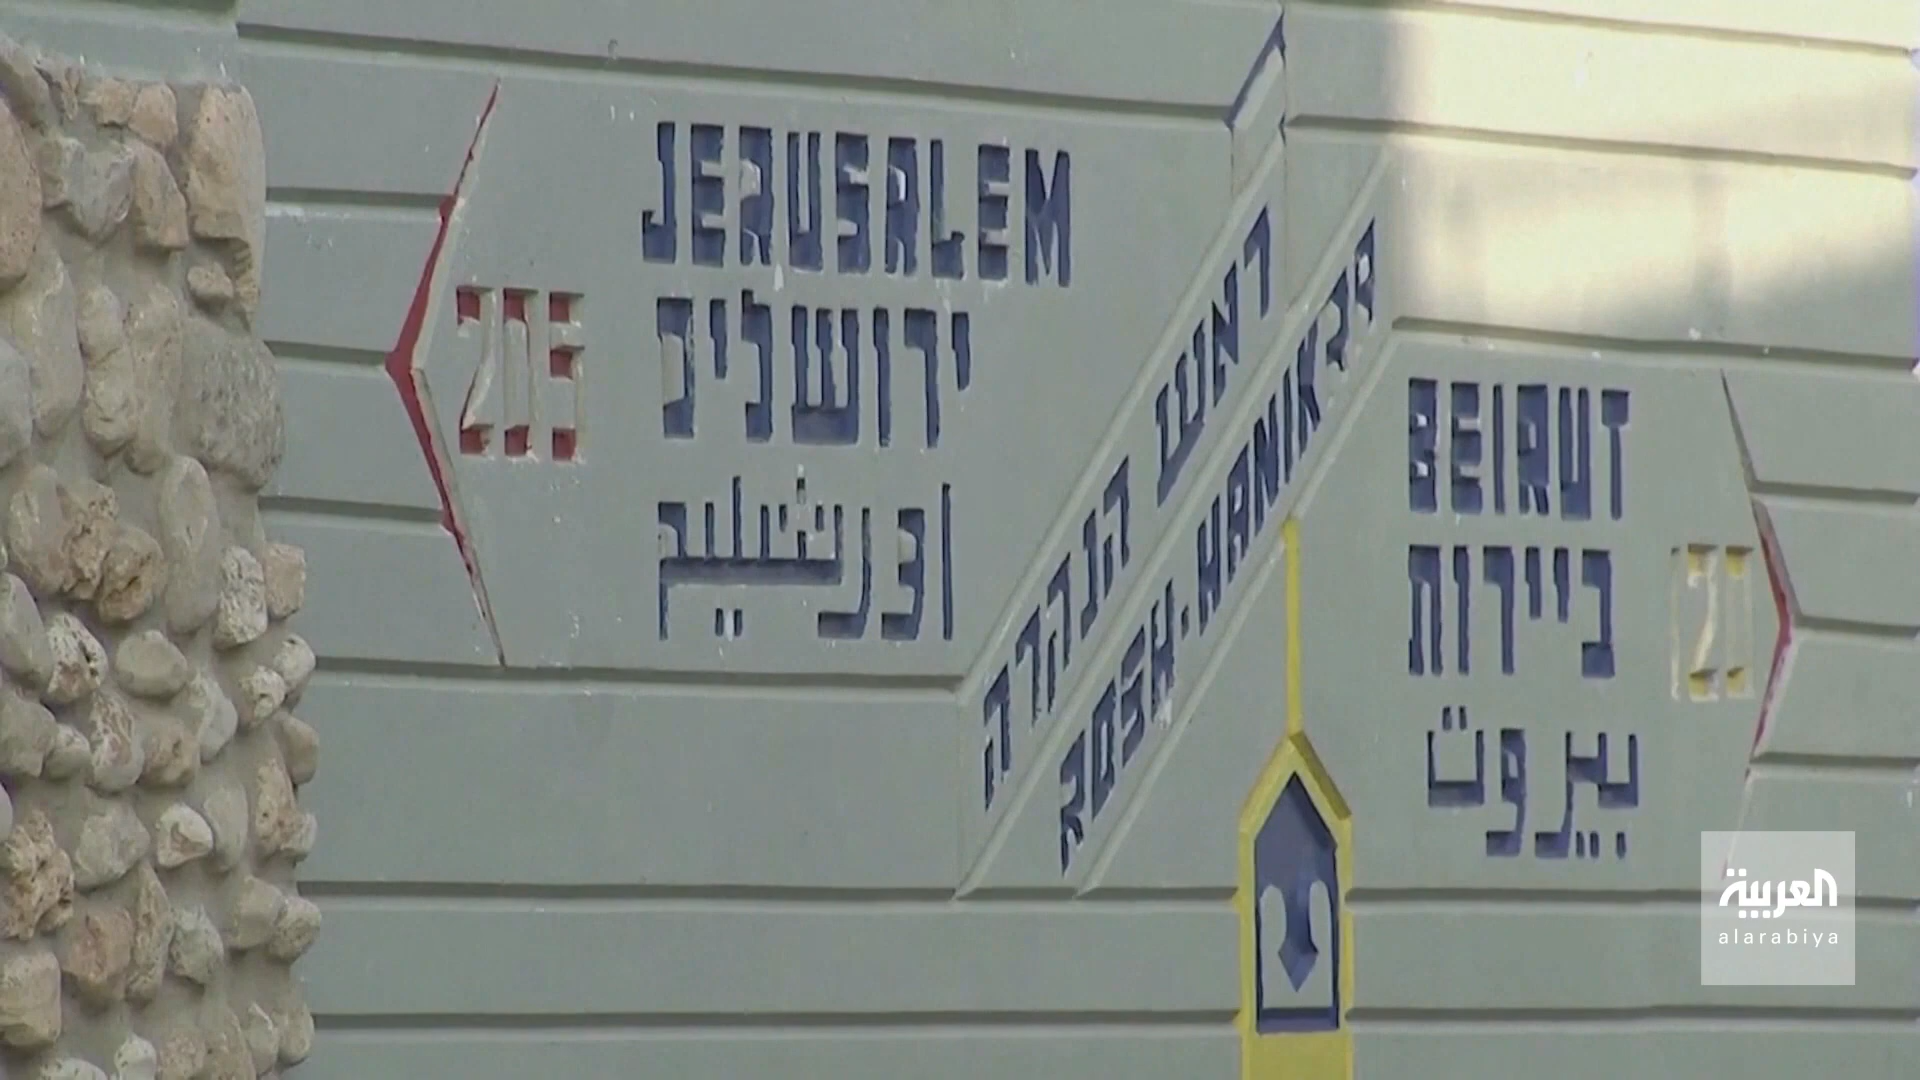 JERUSALEM
205
ירושלים
اورشليم
ראש הנקרה
ROSH·HANIKRA
BEIRUT
ביירות
بيروت
العربية
alarabiya